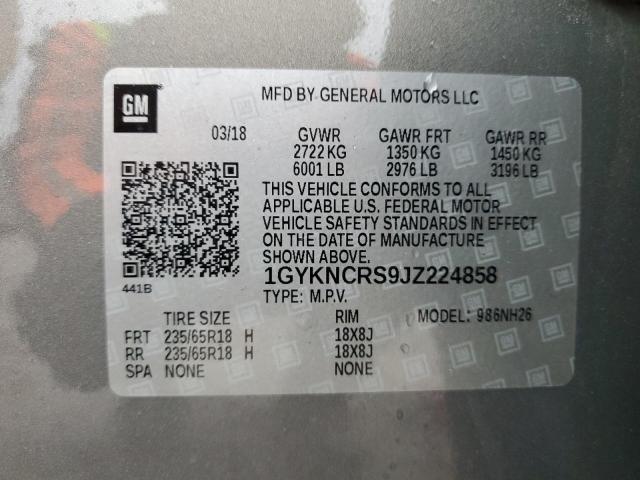 GM
MFD BY GENERAL MOTORS LLC
03/18 GVWR GAWR FRT GAWR RR
2722 KG 1350 KG 1450 KG
6001 LB 2976 LB 3196 LB
THIS VEHICLE CONFORMS TO ALL
APPLICABLE U.S. FEDERAL MOTOR
VEHICLE SAFETY STANDARDS IN EFFECT
ON THE DATE OF MANUFACTURE
SHOWN ABOVE.
1GYKNCRS9JZ224858
441B
TYPE: M.P.V.
TIRE SIZE RIM MODEL: 986NH26
FRT 235/65R18 H 18X8J
RR 235/65R18 H 18X8J
SPA NONE NONE